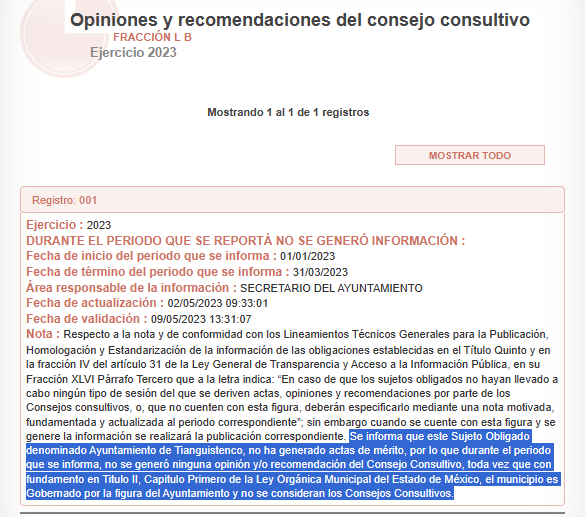 Opiniones y recomendaciones del consejo consultivo
FRACCIÓN L B
Ejercicio 2023
Mostrando 1 al 1 de 1 registros
MOSTRAR TODO
Registro: 001
Ejercicio : 2023
DURANTE EL PERIODO QUE SE REPORTÁ NO SE GENERÓ INFORMACIÓN :
Fecha de inicio del periodo que se informa : 01/01/2023
Fecha de término del periodo que se informa : 31/03/2023
Área responsable de la información : SECRETARIO DEL AYUNTAMIENTO
Fecha de actualización : 02/05/2023 09:33:01
Fecha de validación : 09/05/2023 13:31:07
Nota : Respecto a la nota y de conformidad con los Lineamientos Técnicos Generales para la Publicación,
Homologación y Estandarización de la información de las obligaciones establecidas en el Título Quinto y en
la fracción IV del artículo 31 de la Ley General de Transparencia y Acceso a la Información Pública, en su
Fracción XLVI Párrafo Tercero que a la letra indica: “En caso de que los sujetos obligados no hayan llevado a
cabo ningún tipo de sesión del que se deriven actas, opiniones y recomendaciones por parte de los
Consejos consultivos, o, que no cuenten con esta figura, deberán especificarlo mediante una nota motivada,
fundamentada y actualizada al periodo correspondiente”; sin embargo cuando se cuente con esta figura y se
genere la información se realizará la publicación correspondiente. Se informa que este Sujeto Obligado
denominado Ayuntamiento de Tianguistenco, no ha generado actas de mérito, por lo que durante el periodo
que se informa, no se generó ninguna opinión y/o recomendación del Consejo Consultivo, toda vez que con
fundamento en Titulo II, Capitulo Primero de la Ley Orgánica Municipal del Estado de México, el municipio es
Gobernado por la figura del Ayuntamiento y no se consideran los Consejos Consultivos.